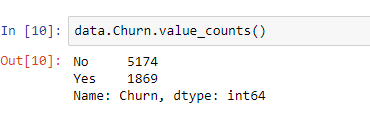 In [10]: data.Churn.value_counts()
Out[10]: No 5174
Yes 1869
Name: Churn, dtype: int64